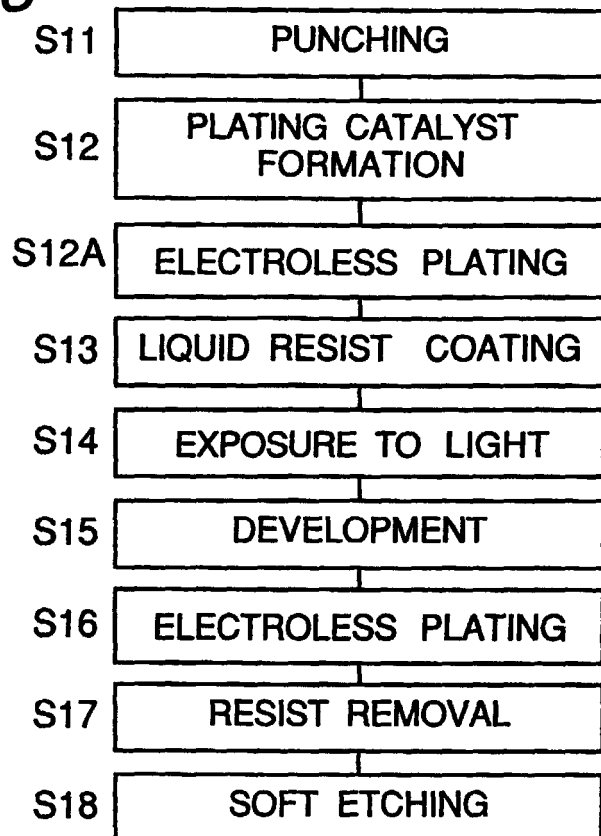 S11 PUNCHING
S12 PLATING CATALYST
FORMATION
S12A ELECTROLESS PLATING
S13 LIQUID RESIST COATING
S14 EXPOSURE TO LIGHT
S15 DEVELOPMENT
S16 ELECTROLESS PLATING
S17 RESIST REMOVAL
S18 SOFT ETCHING